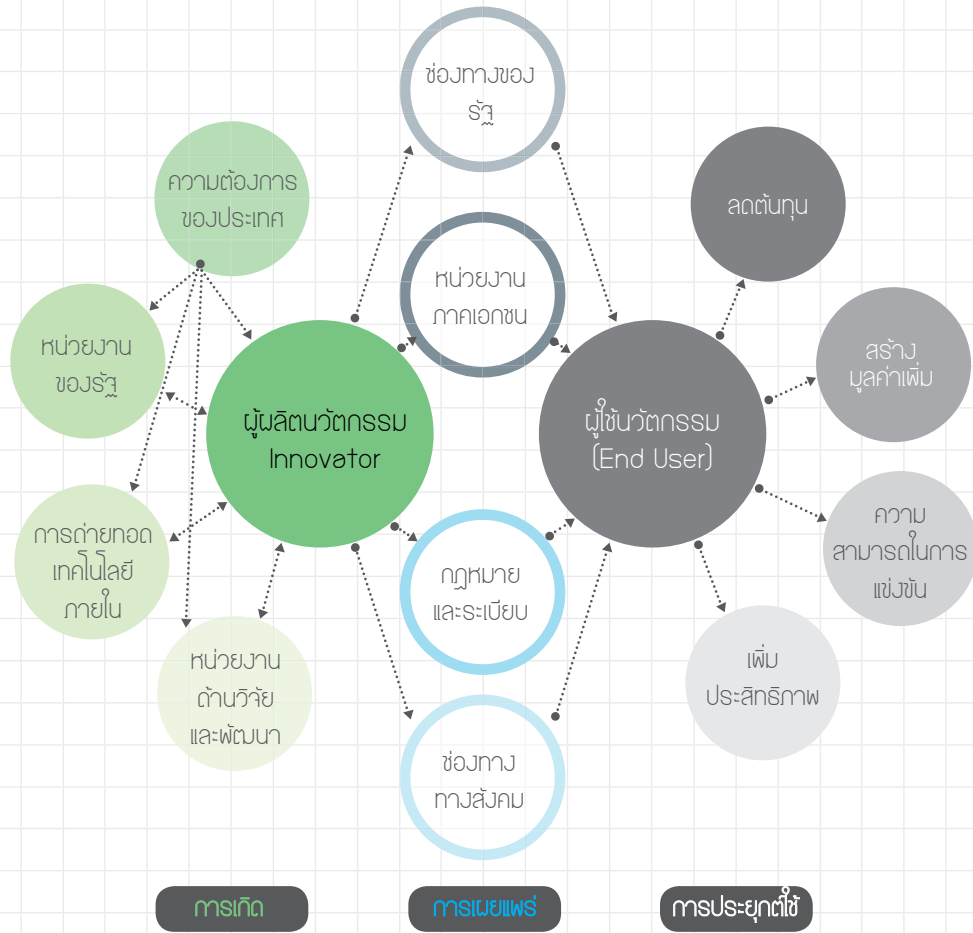 ช่องทางของ
รัฐ
ความต้องการ
ของประเทศ
ลดต้นทุน
หน่วยงาน
ภาคเอกชน
หน่วยงาน
ของรัฐ
สร้าง
มูลค่าเพิ่ม
ผู้ผลิตนวัตกรรม
Innovator
ผู้ใช้นวัตกรรม
(End User)
การถ่ายทอด
เทคโนโลยี
ภายใน
กฎหมาย
และระเบียบ
ความ
สามารถในการ
แข่งขัน
หน่วยงาน
ด้านวิจัย
และพัฒนา
เพิ่ม
ประสิทธิภาพ
ช่องทาง
ทางสังคม
การเกิด
การเผยแพร่
การประยุกต์ใช้